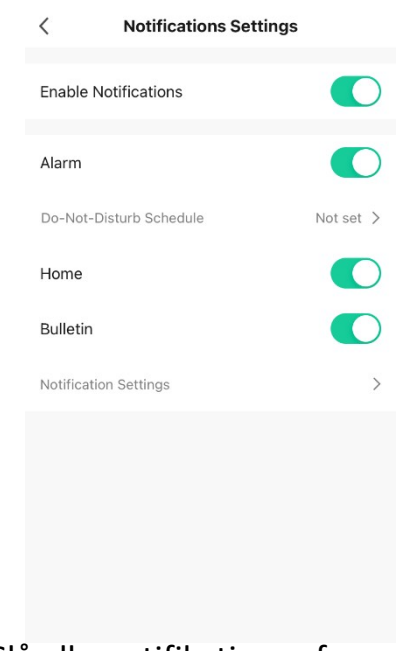 Notifications Settings
Enable Notifications
Alarm
Do-Not-Disturb Schedule Not set
Home
Bulletin
Notification Settings